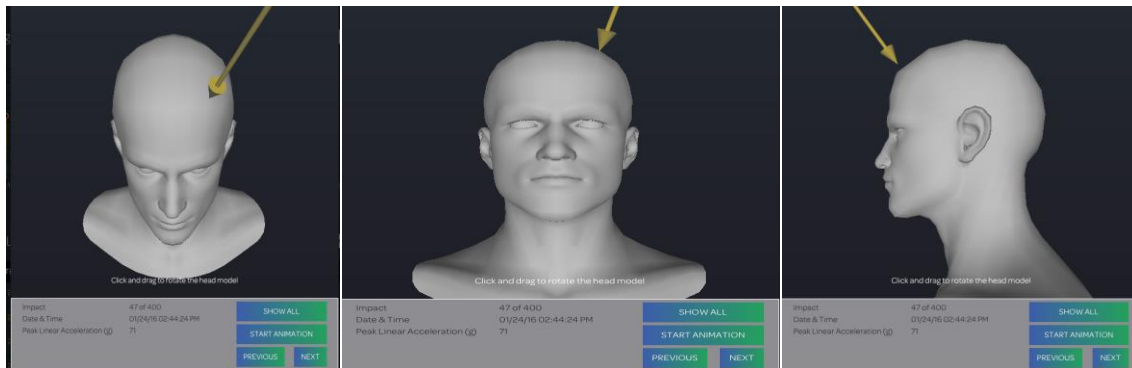 Click and drag to rotate the head model
Impact 47 of 400
Date & Time 01/24/16 02:44:24 PM
Peak Linear Acceleration (g) 71
SHOW ALL
START ANIMATION
PREVIOUS NEXT
Click and drag to rotate the head model
Impact 47 of 400
Date & Time 01/24/16 02:44:24 PM
Peak Linear Acceleration (g) 71
SHOW ALL
START ANIMATION
PREVIOUS NEXT
Click and drag to rotate the head model
Impact 47 of 400
Date & Time 01/24/16 02:44:24 PM
Peak Linear Acceleration (g) 71
SHOW ALL
START ANIMATION
PREVIOUS NEXT